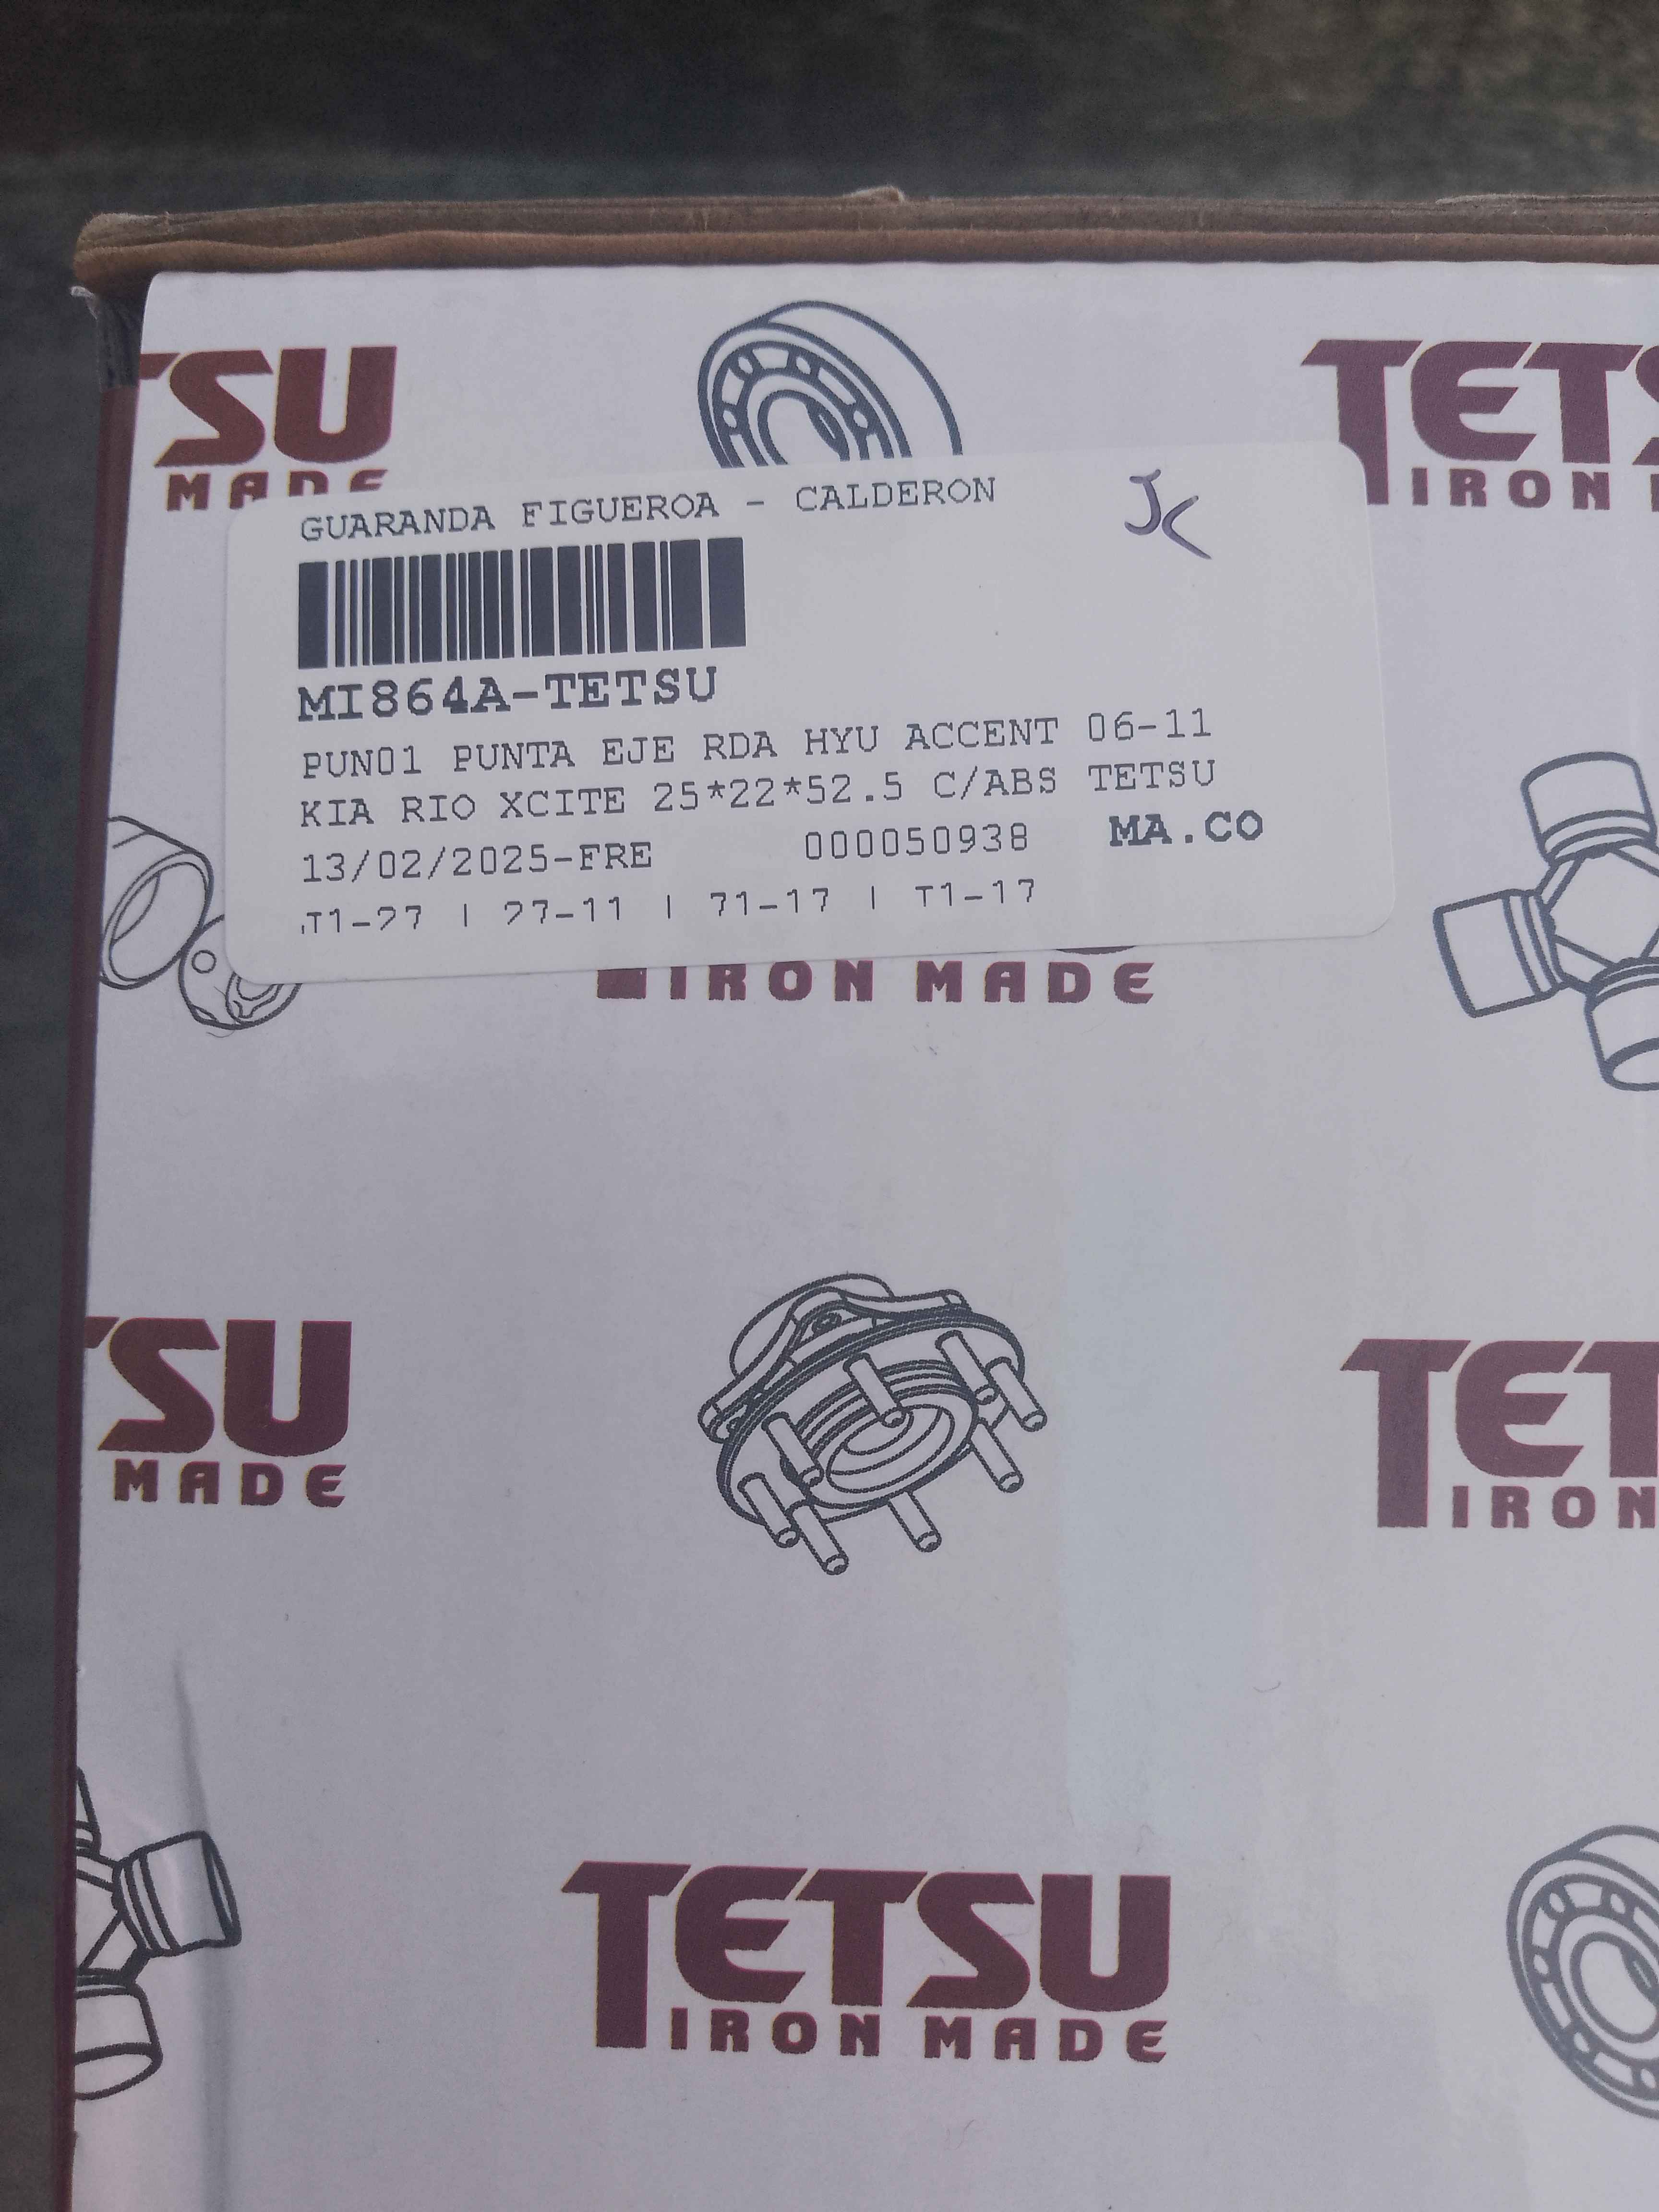 TSU
MADE
TETS
IRON
GUARANDA FIGUEROA - CALDERON
JC
MI864A-TETSU
PUN01 PUNTA EJE RDA HYU ACCENT 06-11
KIA RIO XCITE 25*22*52.5 C/ABS TETSU
13/02/2025-FRE 000050938 MA.CO
IRON MADE
TSU
MADE
TET
IRON
TETSU
IRON MADE